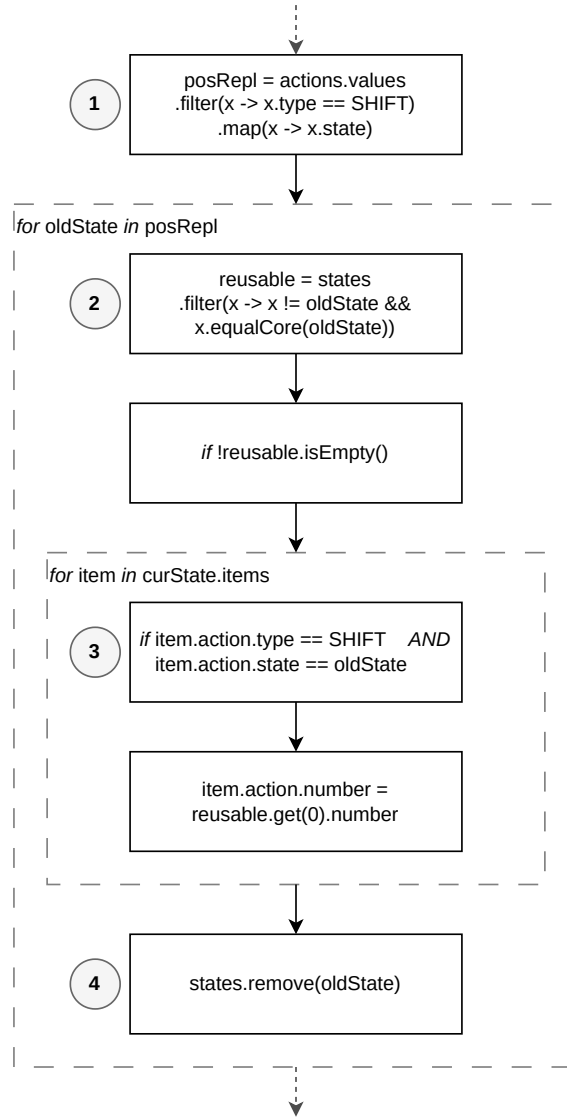 posRepl = actions.values
1
.filter(x -> x.type == SHIFT)
.map(x -> x.state)
for oldState in posRepl
reusable = states
2
.filter(x -> x != oldState &&
x.equalCore(oldState))
if !reusable.isEmpty()
for item in curState.items
3
if item.action.type == SHIFT AND
item.action.state == oldState
item.action.number =
reusable.get(0).number
4
states.remove(oldState)